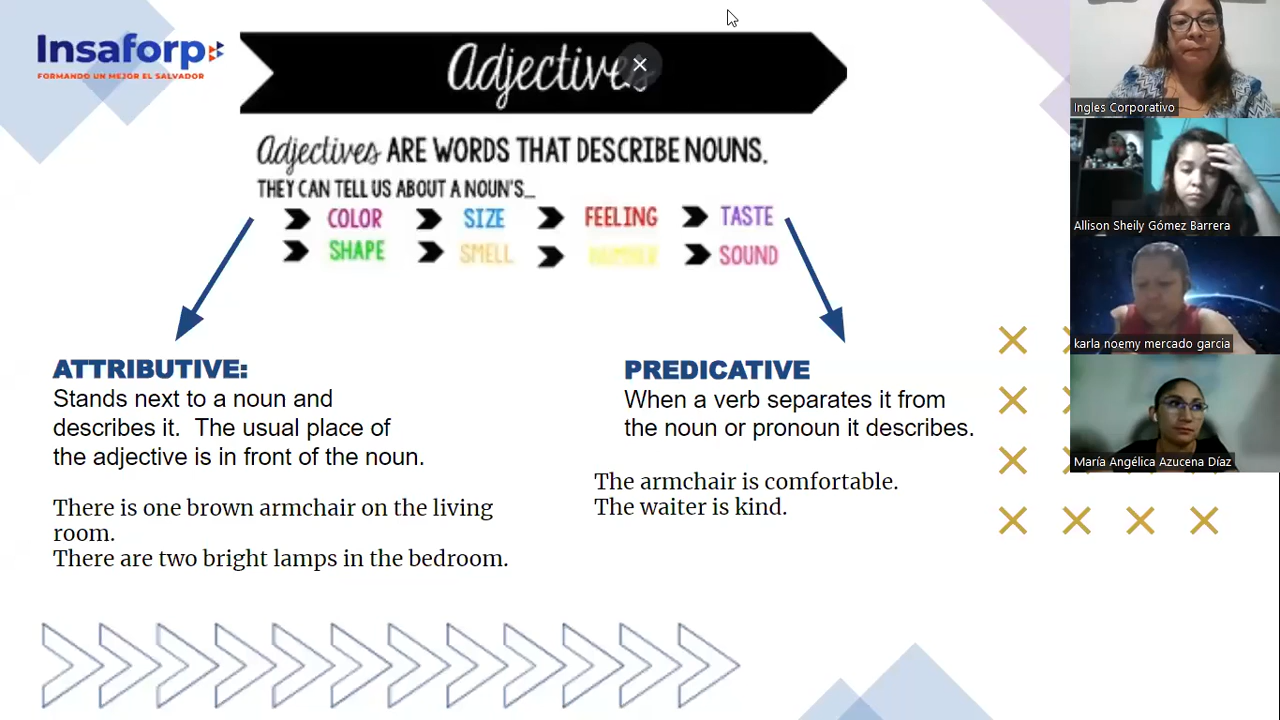 Insaforp
FORMANDO UN MEJOR EL SALVADOR
Adjectives
Adjectives ARE WORDS THAT DESCRIBE NOUNS.
THEY CAN TELL US ABOUT A NOUN'S...
COLOR SIZE FEELING TASTE
SHAPE SMELL NUMBER SOUND
ATTRIBUTIVE:
Stands next to a noun and
describes it. The usual place of
the adjective is in front of the noun.
There is one brown armchair on the living
room.
There are two bright lamps in the bedroom.
PREDICATIVE
When a verb separates it from
the noun or pronoun it describes.
The armchair is comfortable.
The waiter is kind.
Ingles Corporativo
Allison Sheily Gómez Barrera
karla noemy mercado garcia
María Angélica Azucena Díaz